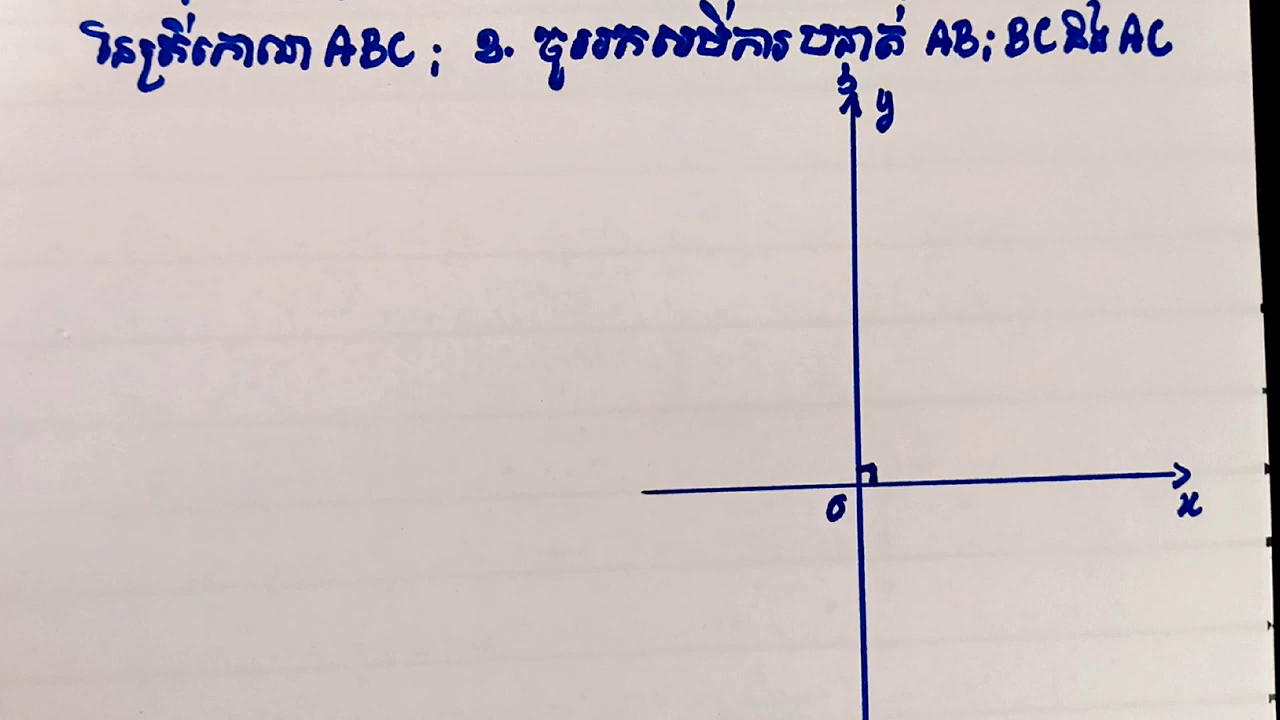 នៃត្រីកោណ ABC ; ខ. ចូររកសមីការបន្ទាត់ AB; BC និង AC
y
o
x